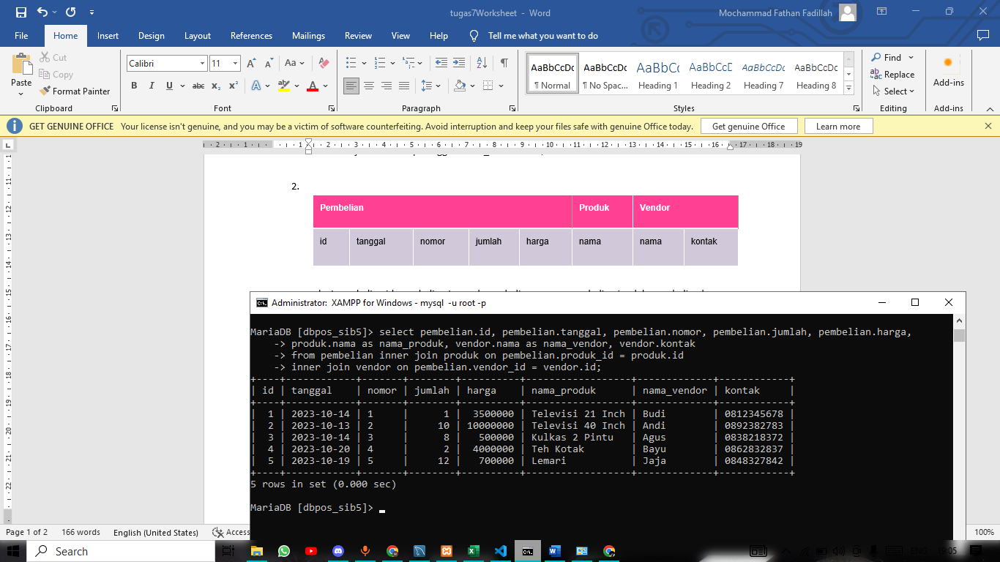 tugas7Worksheet - Word
Mochammad Fathan Fadillah
File Home Insert Design Layout References Mailings Review View Help Tell me what you want to do
Paste
Cut
Copy
Format Painter
Clipboard
Calibri 11
Font
Paragraph
AaBbCcDc AaBbCcDc AaBbCc AaBbCcD AaBbCcDc AaBbCcDc
¶ Normal ¶ No Spac... Heading 1 Heading 2 Heading 7 Heading 8
Styles
Find
Replace
Select
Editing
Add-ins
Add-ins
GET GENUINE OFFICE Your license isn't genuine, and you may be a victim of software counterfeiting. Avoid interruption and keep your files safe with genuine Office today. Get genuine Office Learn more
2.
Pembelian Produk Vendor
id tanggal nomor jumlah harga nama nama kontak
Administrator: XAMPP for Windows - mysql -u root -p
MariaDB [dbpos_sib5]> select pembelian.id, pembelian.tanggal, pembelian.nomor, pembelian.jumlah, pembelian.harga,
-> produk.nama as nama_produk, vendor.nama as nama_vendor, vendor.kontak
-> from pembelian inner join produk on pembelian.produk_id = produk.id
-> inner join vendor on pembelian.vendor_id = vendor.id;
+----+------------+-------+--------+----------+------------------+-------------+------------+
| id | tanggal | nomor | jumlah | harga | nama_produk | nama_vendor | kontak |
+----+------------+-------+--------+----------+------------------+-------------+------------+
| 1 | 2023-10-14 | 1 | 1 | 3500000 | Televisi 21 Inch | Budi | 0812345678 |
| 2 | 2023-10-13 | 2 | 10 | 10000000 | Televisi 40 Inch | Andi | 0892382783 |
| 3 | 2023-10-14 | 3 | 8 | 500000 | Kulkas 2 Pintu | Agus | 0838218372 |
| 4 | 2023-10-20 | 4 | 2 | 4000000 | Teh Kotak | Bayu | 0862832837 |
| 5 | 2023-10-19 | 5 | 12 | 700000 | Lemari | Jaja | 0848327842 |
+----+------------+-------+--------+----------+------------------+-------------+------------+
5 rows in set (0.000 sec)
MariaDB [dbpos_sib5]>
Page 1 of 2 166 words English (United States) Access 100%
Search
ENG 19:05